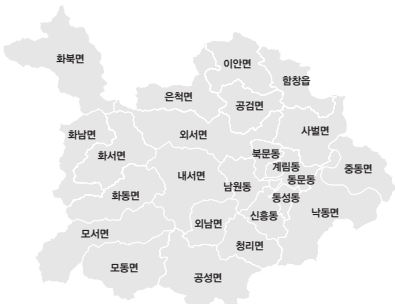 화북면
이안면
함창읍
은척면
공검면
화남면
외서면
사벌면
화서면
북문동
계림동
중동면
내서면
동문동
화동면
남원동
동성동
낙동면
신흥동
외남면
모서면
청리면
모동면
공성면